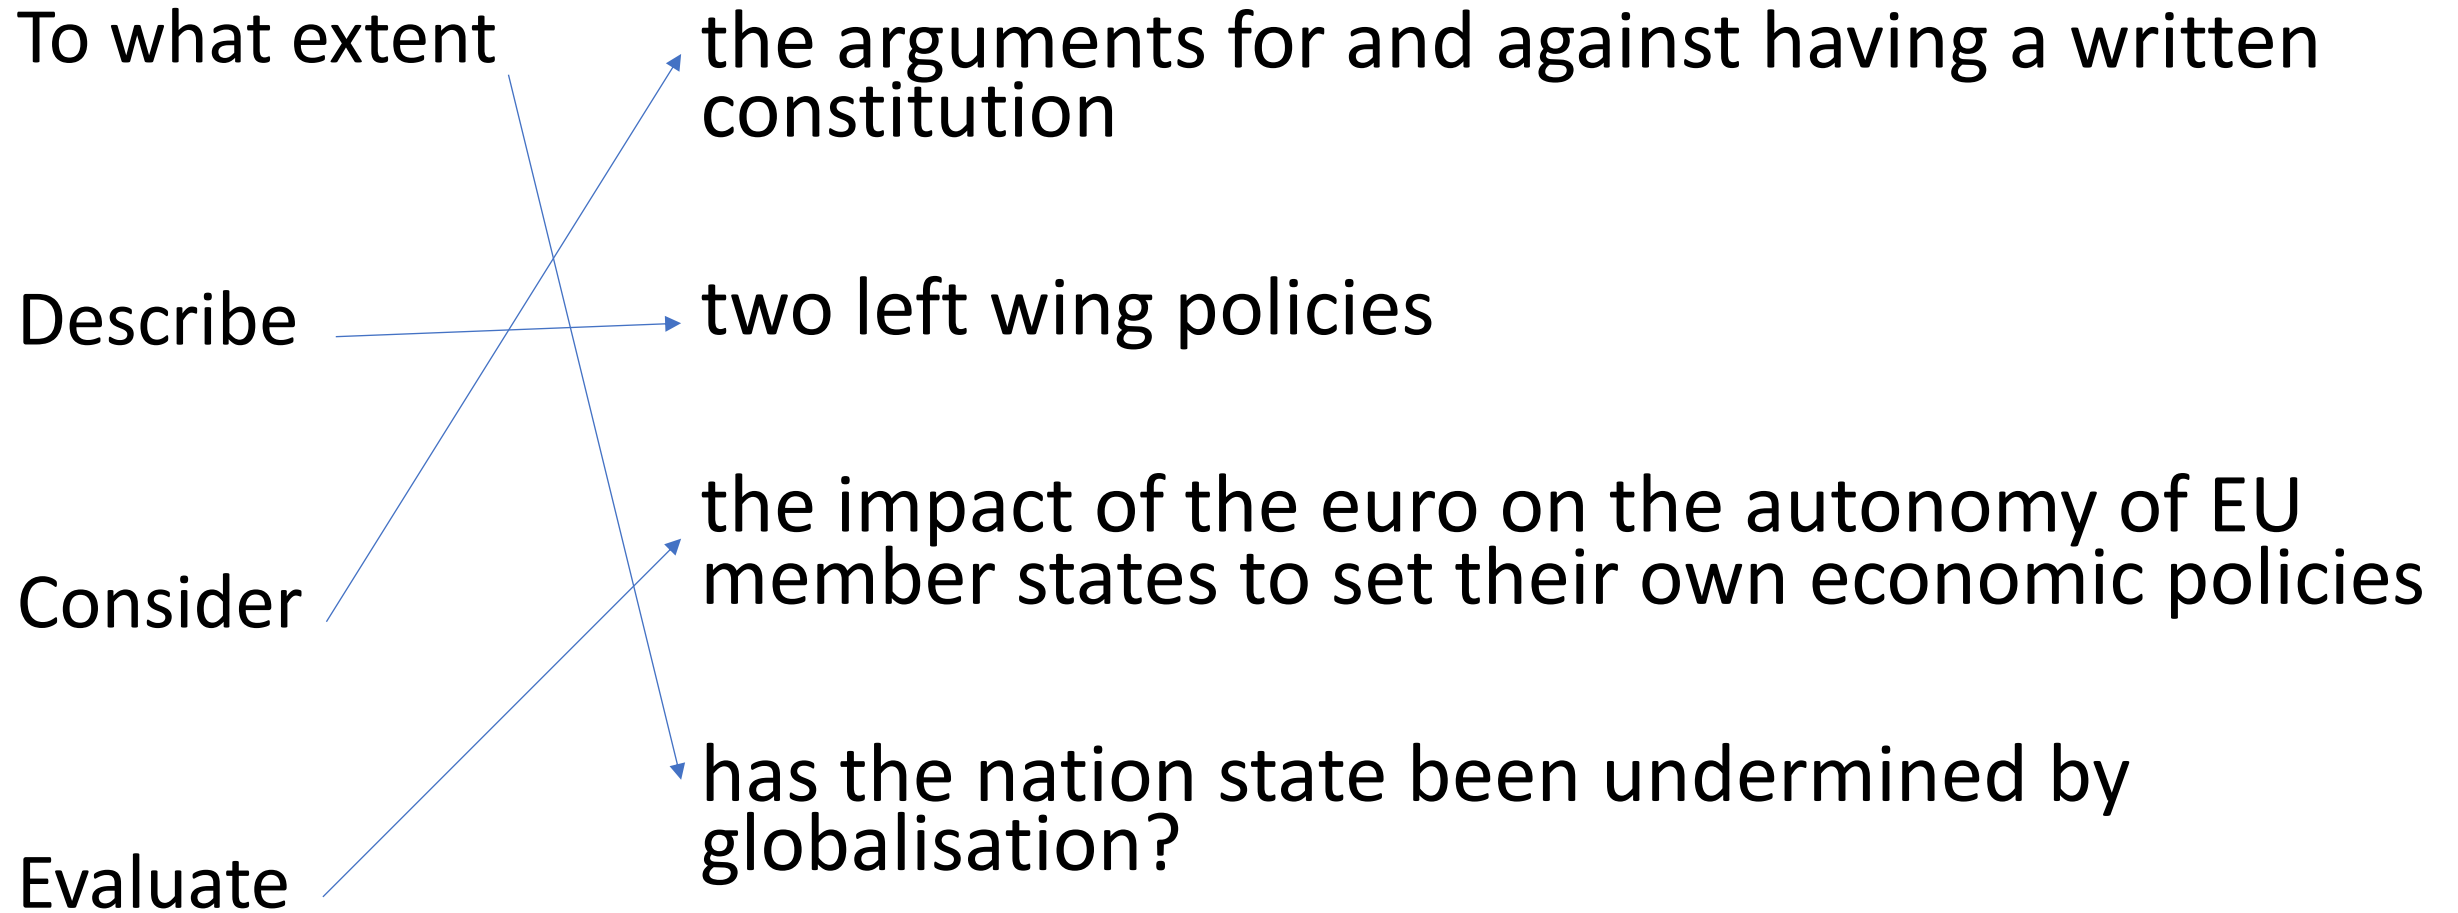 To what extent
the arguments for and against having a written
constitution
Describe
two left wing policies
Consider
the impact of the euro on the autonomy of EU
member states to set their own economic policies
Evaluate
has the nation state been undermined by
globalisation?